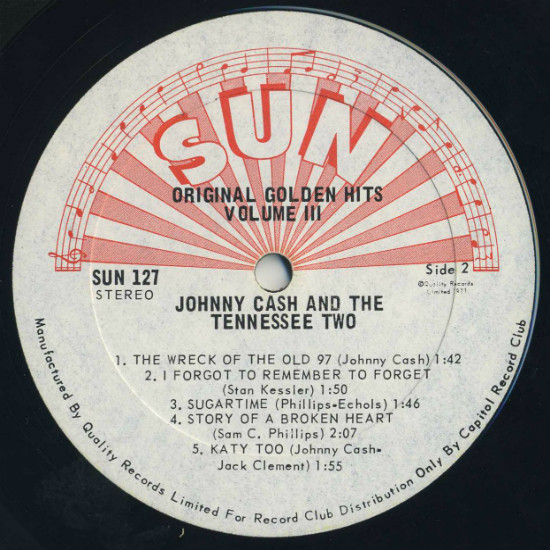 SUN
ORIGINAL GOLDEN HITS
VOLUME III
SUN 127
STEREO
Side 2
©Quality Records
Limited 1971
JOHNNY CASH AND THE
TENNESSEE TWO
1. THE WRECK OF THE OLD 97 (Johnny Cash) 1:42
2. I FORGOT TO REMEMBER TO FORGET
(Stan Kessler) 1:50
3. SUGARTIME (Phillips-Echols) 1:46
4. STORY OF A BROKEN HEART
(Sam C. Phillips) 2:07
5. KATY TOO (Johnny Cash-
Jack Clement) 1:55
Manufactured By Quality Records Limited For Record Club Distribution Only By Capitol Record Club